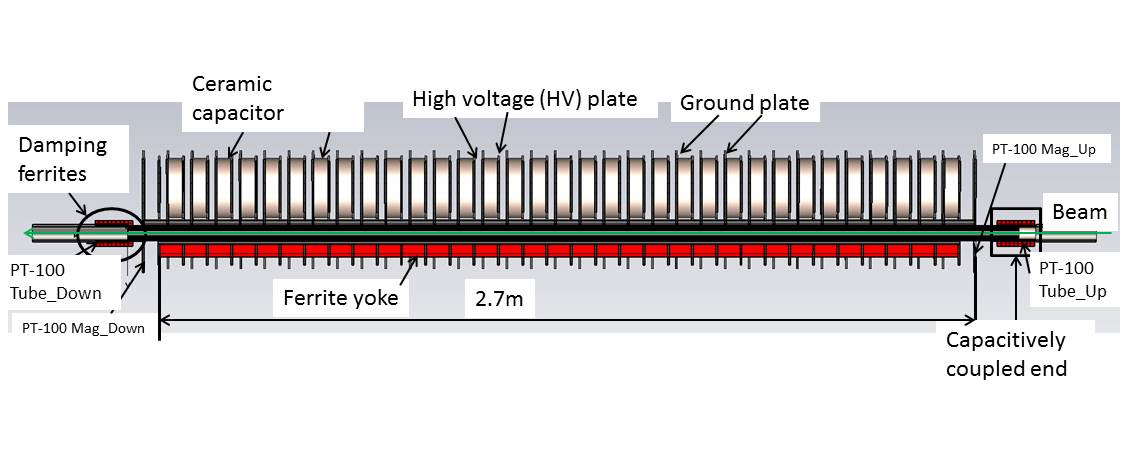 Ceramic
capacitor
High voltage (HV) plate
Ground plate
Damping
ferrites
PT-100 Mag_Up
Beam
PT-100
Tube_Down
PT-100
Tube_Up
Ferrite yoke
2.7m
PT-100 Mag_Down
Capacitively
coupled end